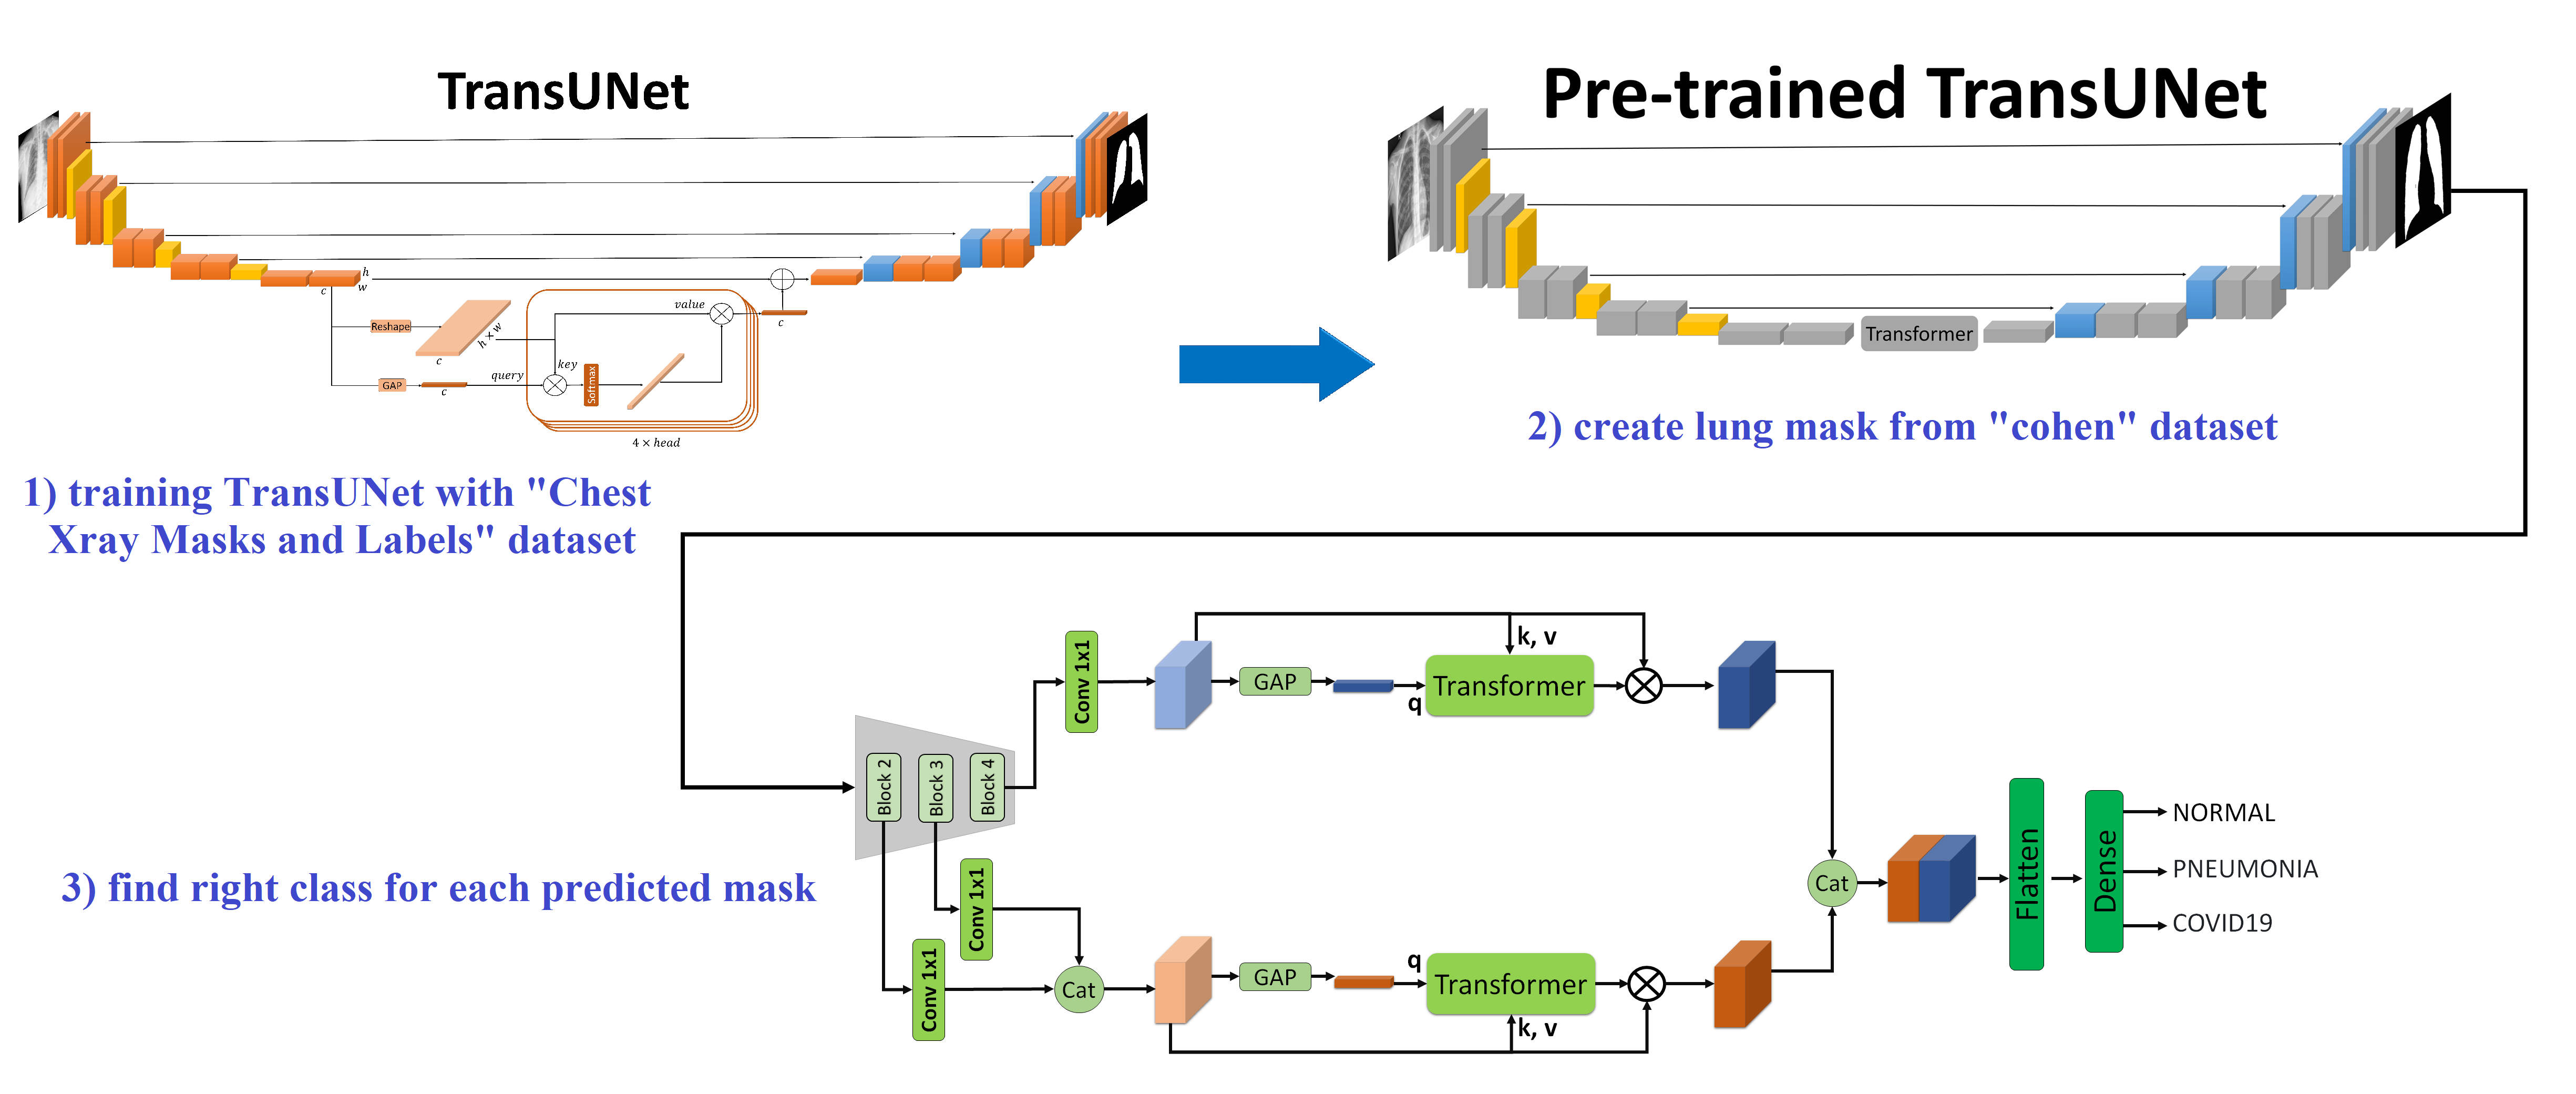 TransUNet
h
c
w
Reshape
h × w
c
GAP
c
query
key
value
Softmax
c
4 × head
1) training TransUNet with "Chest
Xray Masks and Labels" dataset
Pre-trained TransUNet
Transformer
2) create lung mask from "cohen" dataset
3) find right class for each predicted mask
Block 2
Block 3
Block 4
Conv 1x1
GAP
q
k, v
Transformer
Conv 1x1
Conv 1x1
Cat
GAP
q
Transformer
k, v
Cat
Flatten
Dense
NORMAL
PNEUMONIA
COVID19